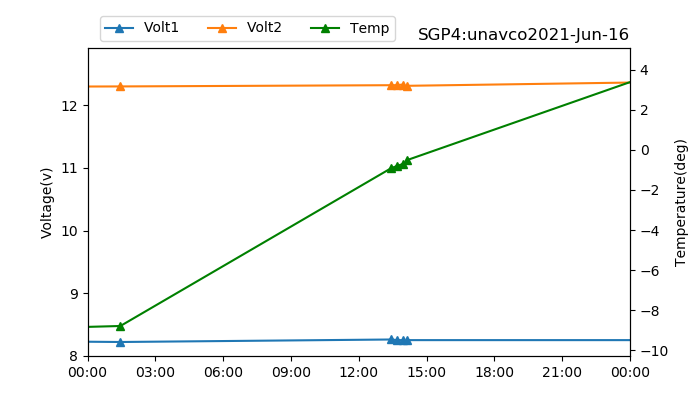 Volt1 Volt2 Temp
SGP4:unavco2021-Jun-16
12
11
10
9
8
Voltage(v)
4
2
0
−2
−4
−6
−8
−10
Temperature(deg)
00:00 03:00 06:00 09:00 12:00 15:00 18:00 21:00 00:00